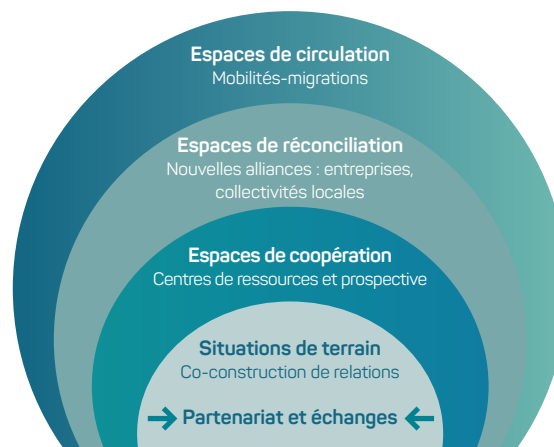 Espaces de circulation
Mobilités-migrations
Espaces de réconciliation
Nouvelles alliances : entreprises,
collectivités locales
Espaces de coopération
Centres de ressources et prospective
Situations de terrain
Co-construction de relations
Partenariat et échanges